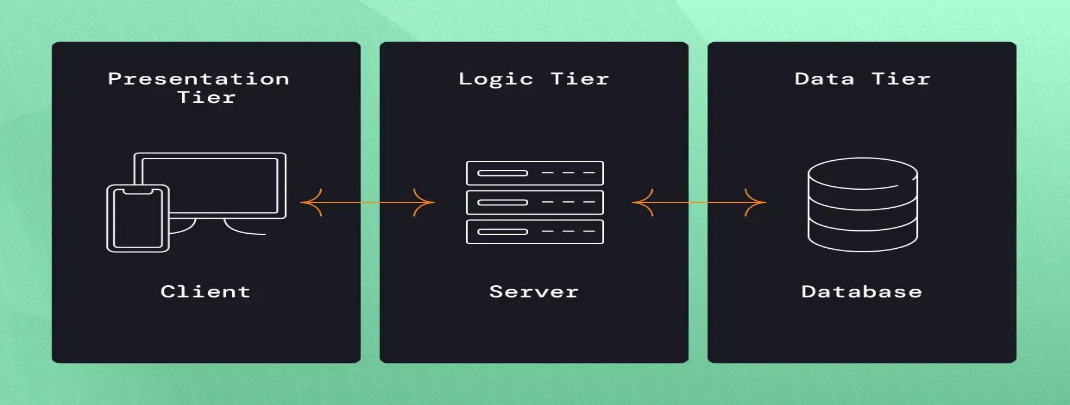 Presentation
Tier
Logic Tier
Data Tier
Client
Server
Database